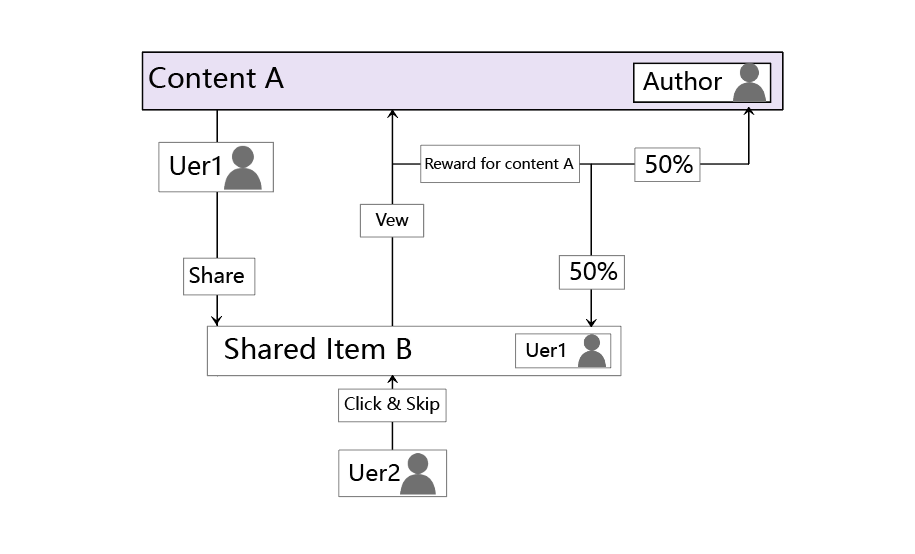 Content A
Author
Uer1
Reward for content A
50%
Vew
Share
50%
Shared Item B
Uer1
Click & Skip
Uer2